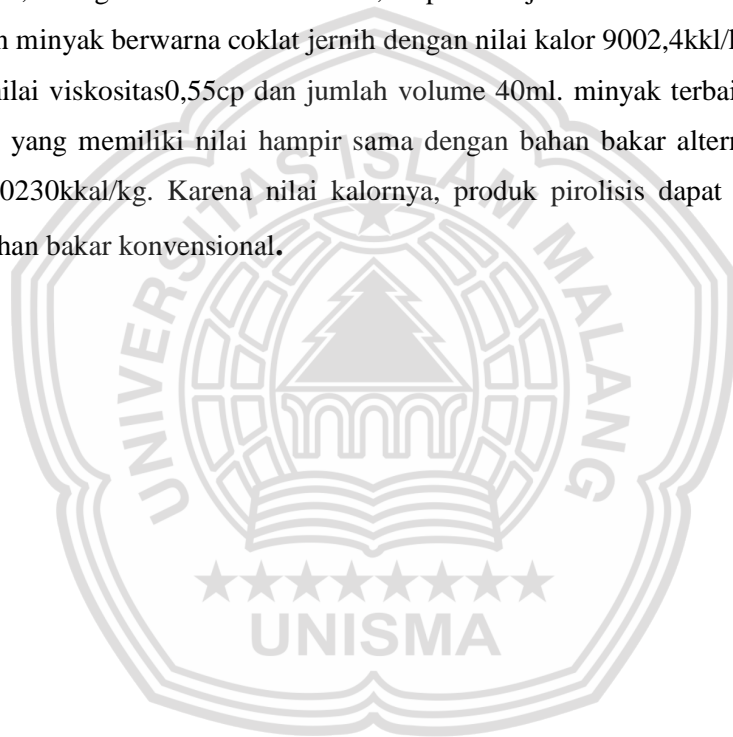 minyak berwarna coklat jernih dengan nilai kalor 9002,4kkl/
nilai viskositas0,55cp dan jumlah volume 40ml. minyak terbai
yang memiliki nilai hampir sama dengan bahan bakar altern
0230kkal/kg. Karena nilai kalornya, produk pirolisis dapat
han bakar konvensional.
UNIVERSITAS ISLAM MALANG
UNISMA